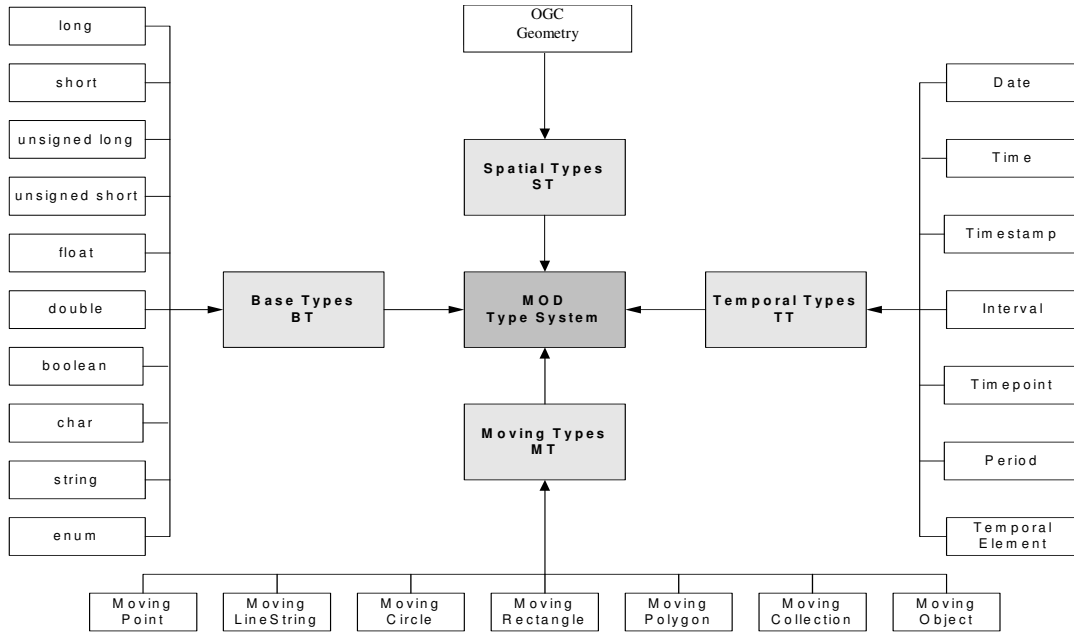 long
short
unsigned long
unsigned short
float
double
boolean
char
string
enum
OGC
Geometry
Spatial Types
ST
Base Types
BT
MOD
Type System
Temporal Types
TT
Moving Types
MT
Date
Time
Timestamp
Interval
Timepoint
Period
Temporal
Element
Moving
Point
Moving
LineString
Moving
Circle
Moving
Rectangle
Moving
Polygon
Moving
Collection
Moving
Object